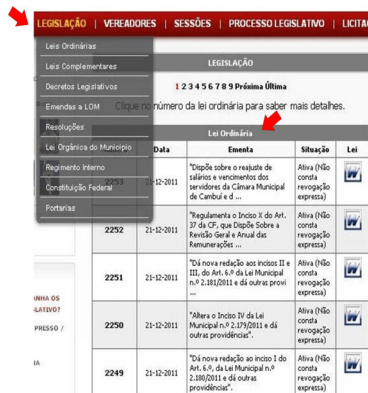 LEGISLAÇÃO | VEREADORES | SESSÕES | PROCESSO LEGISLATIVO | LICITAÇ
Leis Ordinárias
Leis Complementares
Decretos Legislativos
Emendas a LOM
Resoluções
Lei Orgânica do Município
Regimento Interno
Constituição Federal
Portarias
LEGISLAÇÃO
1 2 3 4 5 6 7 8 9 Próxima Última
Clique no número da lei ordinária para saber mais detalhes.
Lei Ordinária
Data Ementa Situação Lei
2253 21-12-2011
"Dispõe sobre o reajuste de
salários e vencimentos dos
servidores da Câmara Municipal
de Cambuí e d ...
Ativa (Não
consta
revogação
expressa)
2252 21-12-2011
"Regulamenta o Inciso X do Art.
37 da CF, que Dispõe Sobre a
Revisão Geral e Anual das
Remunerações ...
Ativa (Não
consta
revogação
expressa)
2251 21-12-2011
"Dá nova redação aos incisos II e
III, do Art. 6.º da Lei Municipal
n.º 2.181/2011 e dá outras provi
...
Ativa (Não
consta
revogação
expressa)
2250 21-12-2011
"Altera o Inciso IV da Lei
Municipal n.º 2.179/2011 e dá
outras providências".
Ativa (Não
consta
revogação
expressa)
2249 21-12-2011
"Dá nova redação ao inciso I do
Art. 6.º, da Lei Municipal n.º
2.180/2011 e dá outras
providências".
Ativa (Não
consta
revogação
expressa)
ANHA OS
SLATIVO?
PRESSO /
IA